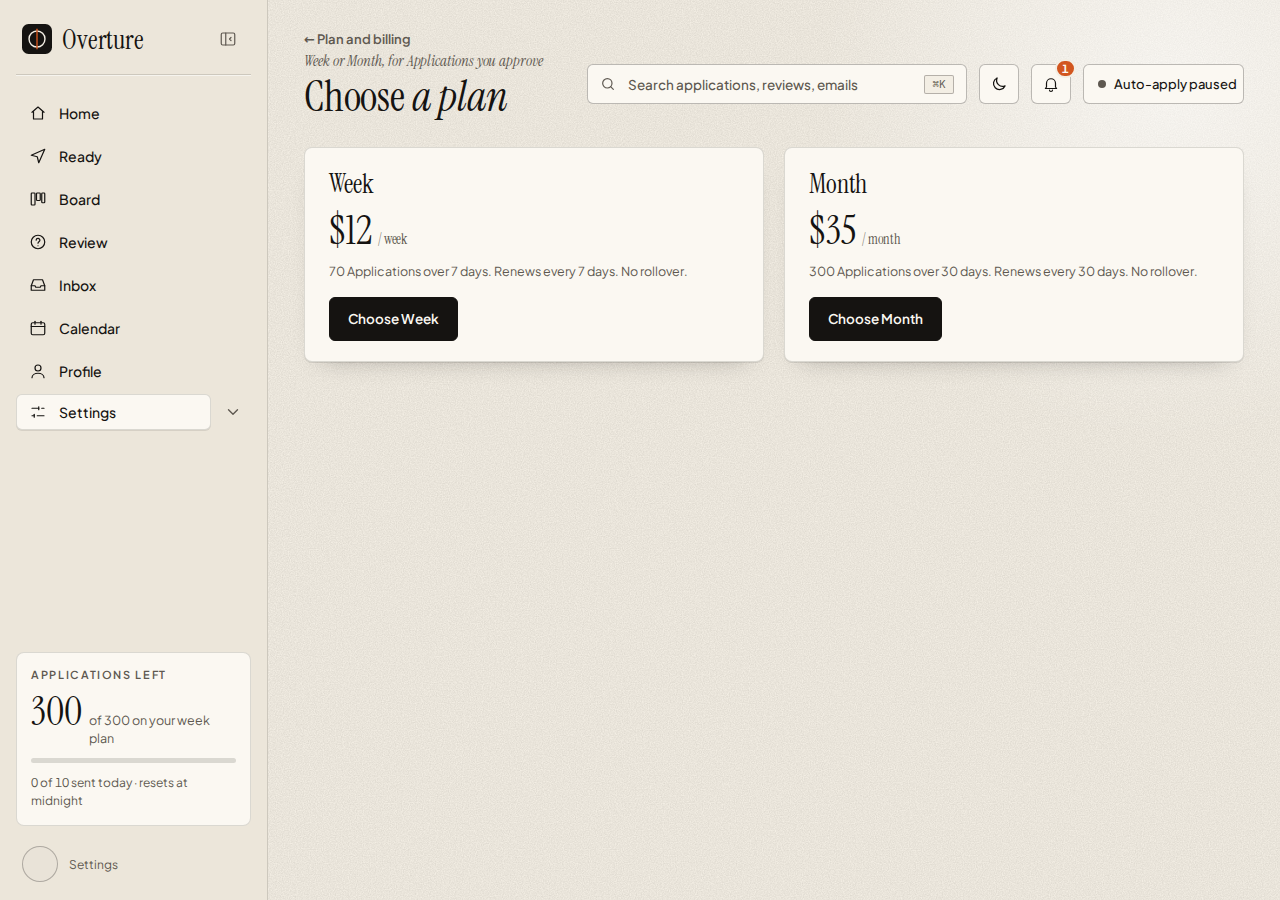 Overture
Home
Ready
Board
Review
Inbox
Calendar
Profile
Settings
APPLICATIONS LEFT
300 of 300 on your week
plan
0 of 10 sent today · resets at
midnight
Settings
← Plan and billing
Week or Month, for Applications you approve
Choose a plan
Search applications, reviews, emails ⌘K
1
Auto-apply paused
Week
$12 / week
70 Applications over 7 days. Renews every 7 days. No rollover.
Choose Week
Month
$35 / month
300 Applications over 30 days. Renews every 30 days. No rollover.
Choose Month